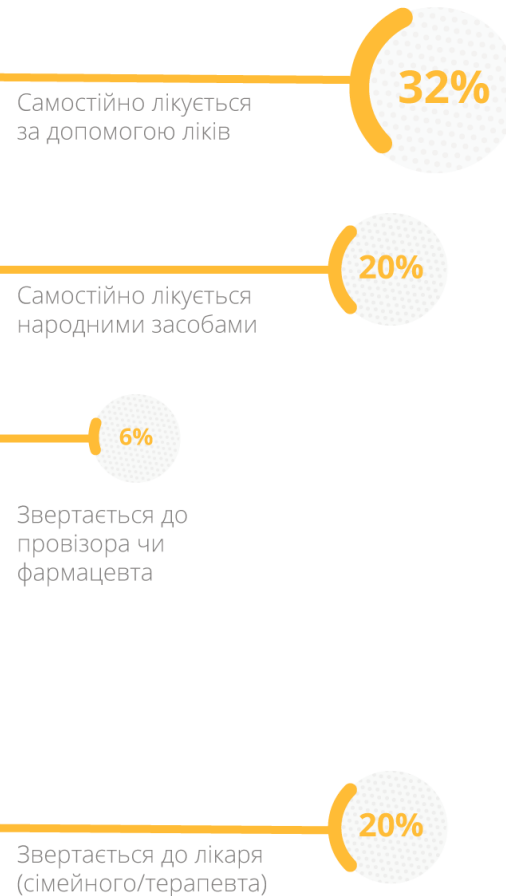 32%
Самостійно лікується
за допомогою ліків
20%
Самостійно лікується
народними засобами
6%
Звертається до
провізора чи
фармацевта
20%
Звертається до лікаря
(сімейного/терапевта)